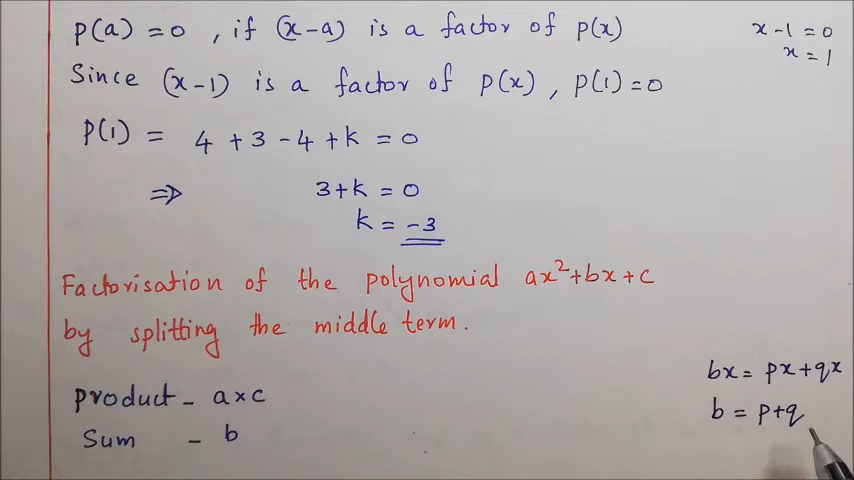 p(a) = 0 , if (x-a) is a factor of p(x)
x-1 = 0
x = 1
Since (x-1) is a factor of p(x) , p(1) = 0
p(1) = 4 + 3 - 4 + k = 0
⇒ 3+k = 0
k = -3
Factorisation of the polynomial ax²+bx+c
by splitting the middle term.
bx = px+qx
product - a×c
b = p+q
Sum - b